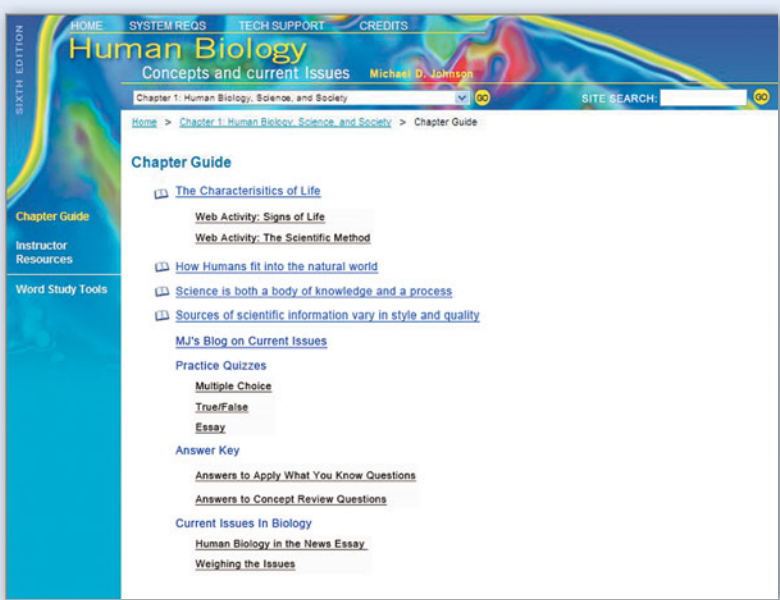 SIXTH EDITION
HOME SYSTEM REQS TECH SUPPORT CREDITS
Human Biology
Concepts and current Issues Michael D. Johnson
Chapter 1: Human Biology, Science, and Society GO SITE SEARCH: GO
Home > Chapter 1: Human Biology, Science, and Society > Chapter Guide
Chapter Guide
Instructor
Resources
Word Study Tools
Chapter Guide
The Characterisitics of Life
Web Activity: Signs of Life
Web Activity: The Scientific Method
How Humans fit into the natural world
Science is both a body of knowledge and a process
Sources of scientific information vary in style and quality
MJ's Blog on Current Issues
Practice Quizzes
Multiple Choice
True/False
Essay
Answer Key
Answers to Apply What You Know Questions
Answers to Concept Review Questions
Current Issues In Biology
Human Biology in the News Essay
Weighing the Issues